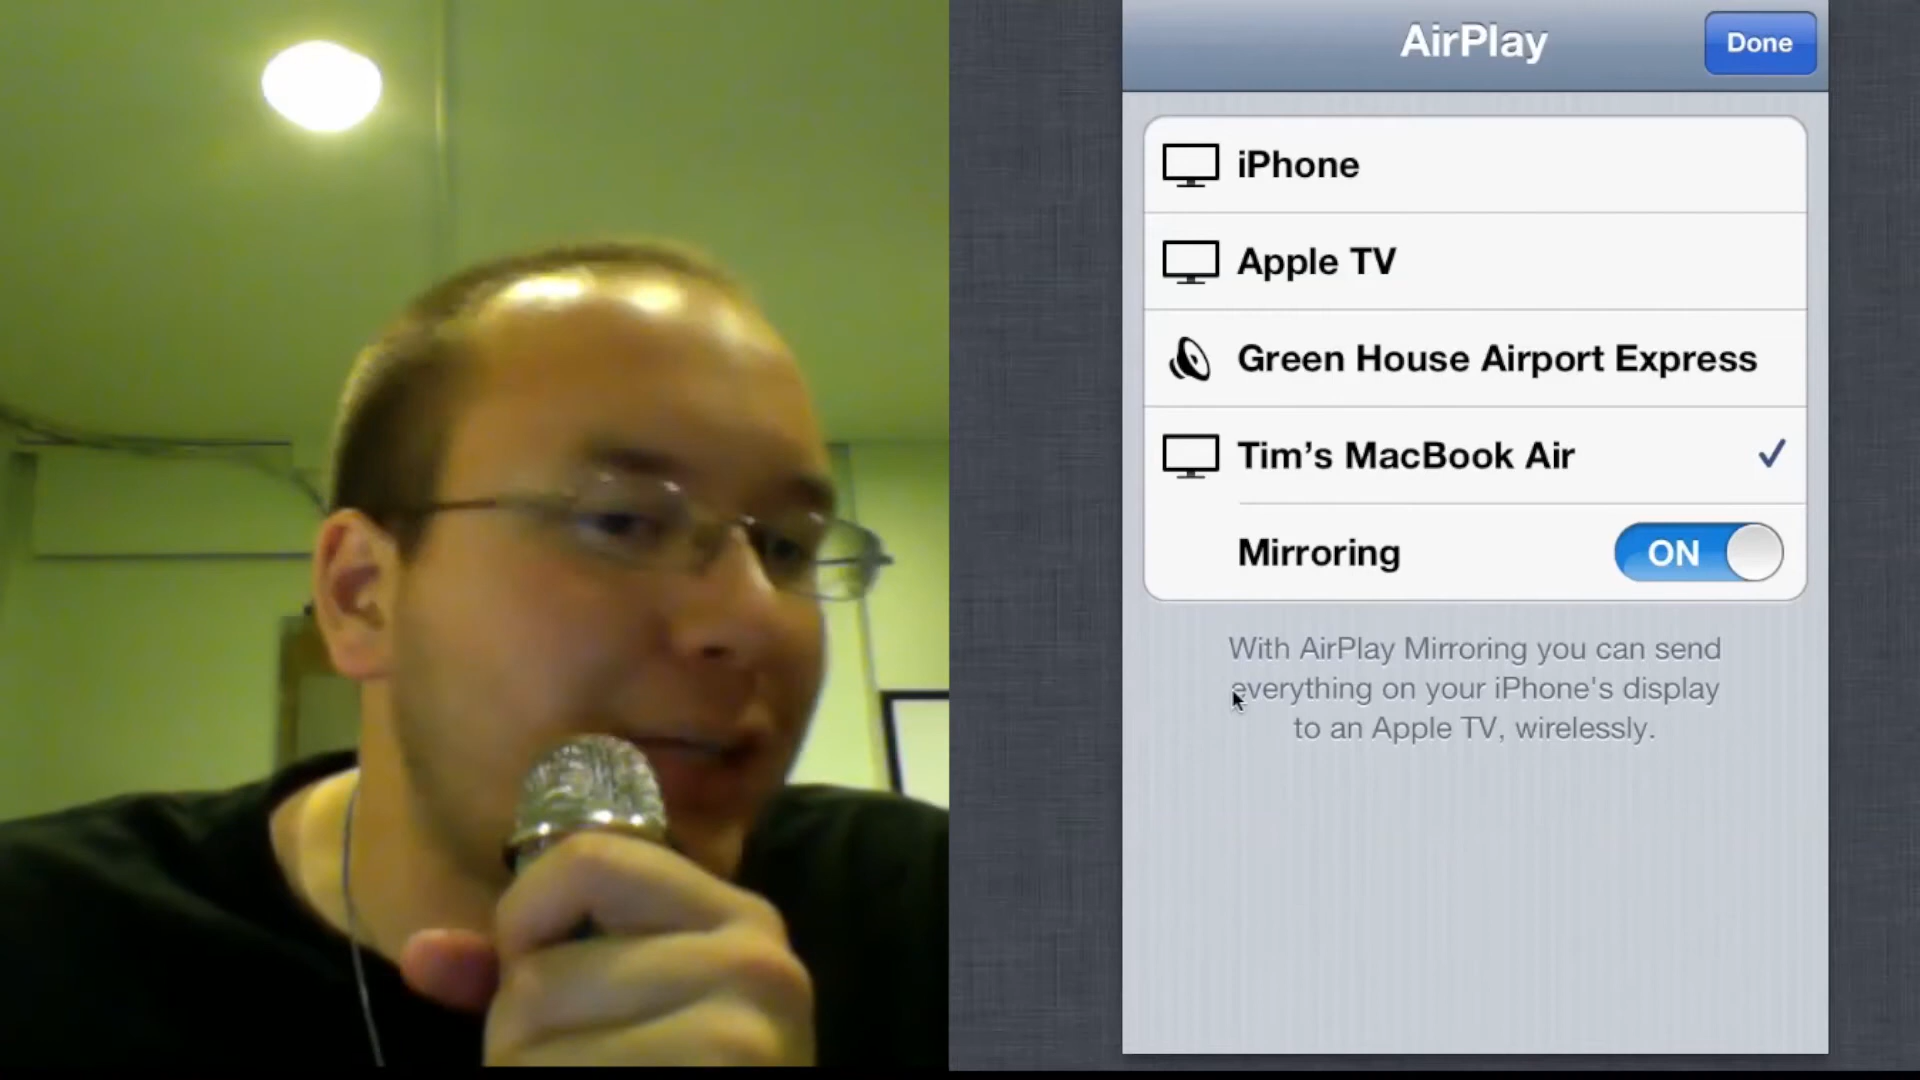 AirPlay
Done
iPhone
Apple TV
Green House Airport Express
Tim’s MacBook Air
Mirroring
ON
With AirPlay Mirroring you can send
everything on your iPhone's display
to an Apple TV, wirelessly.